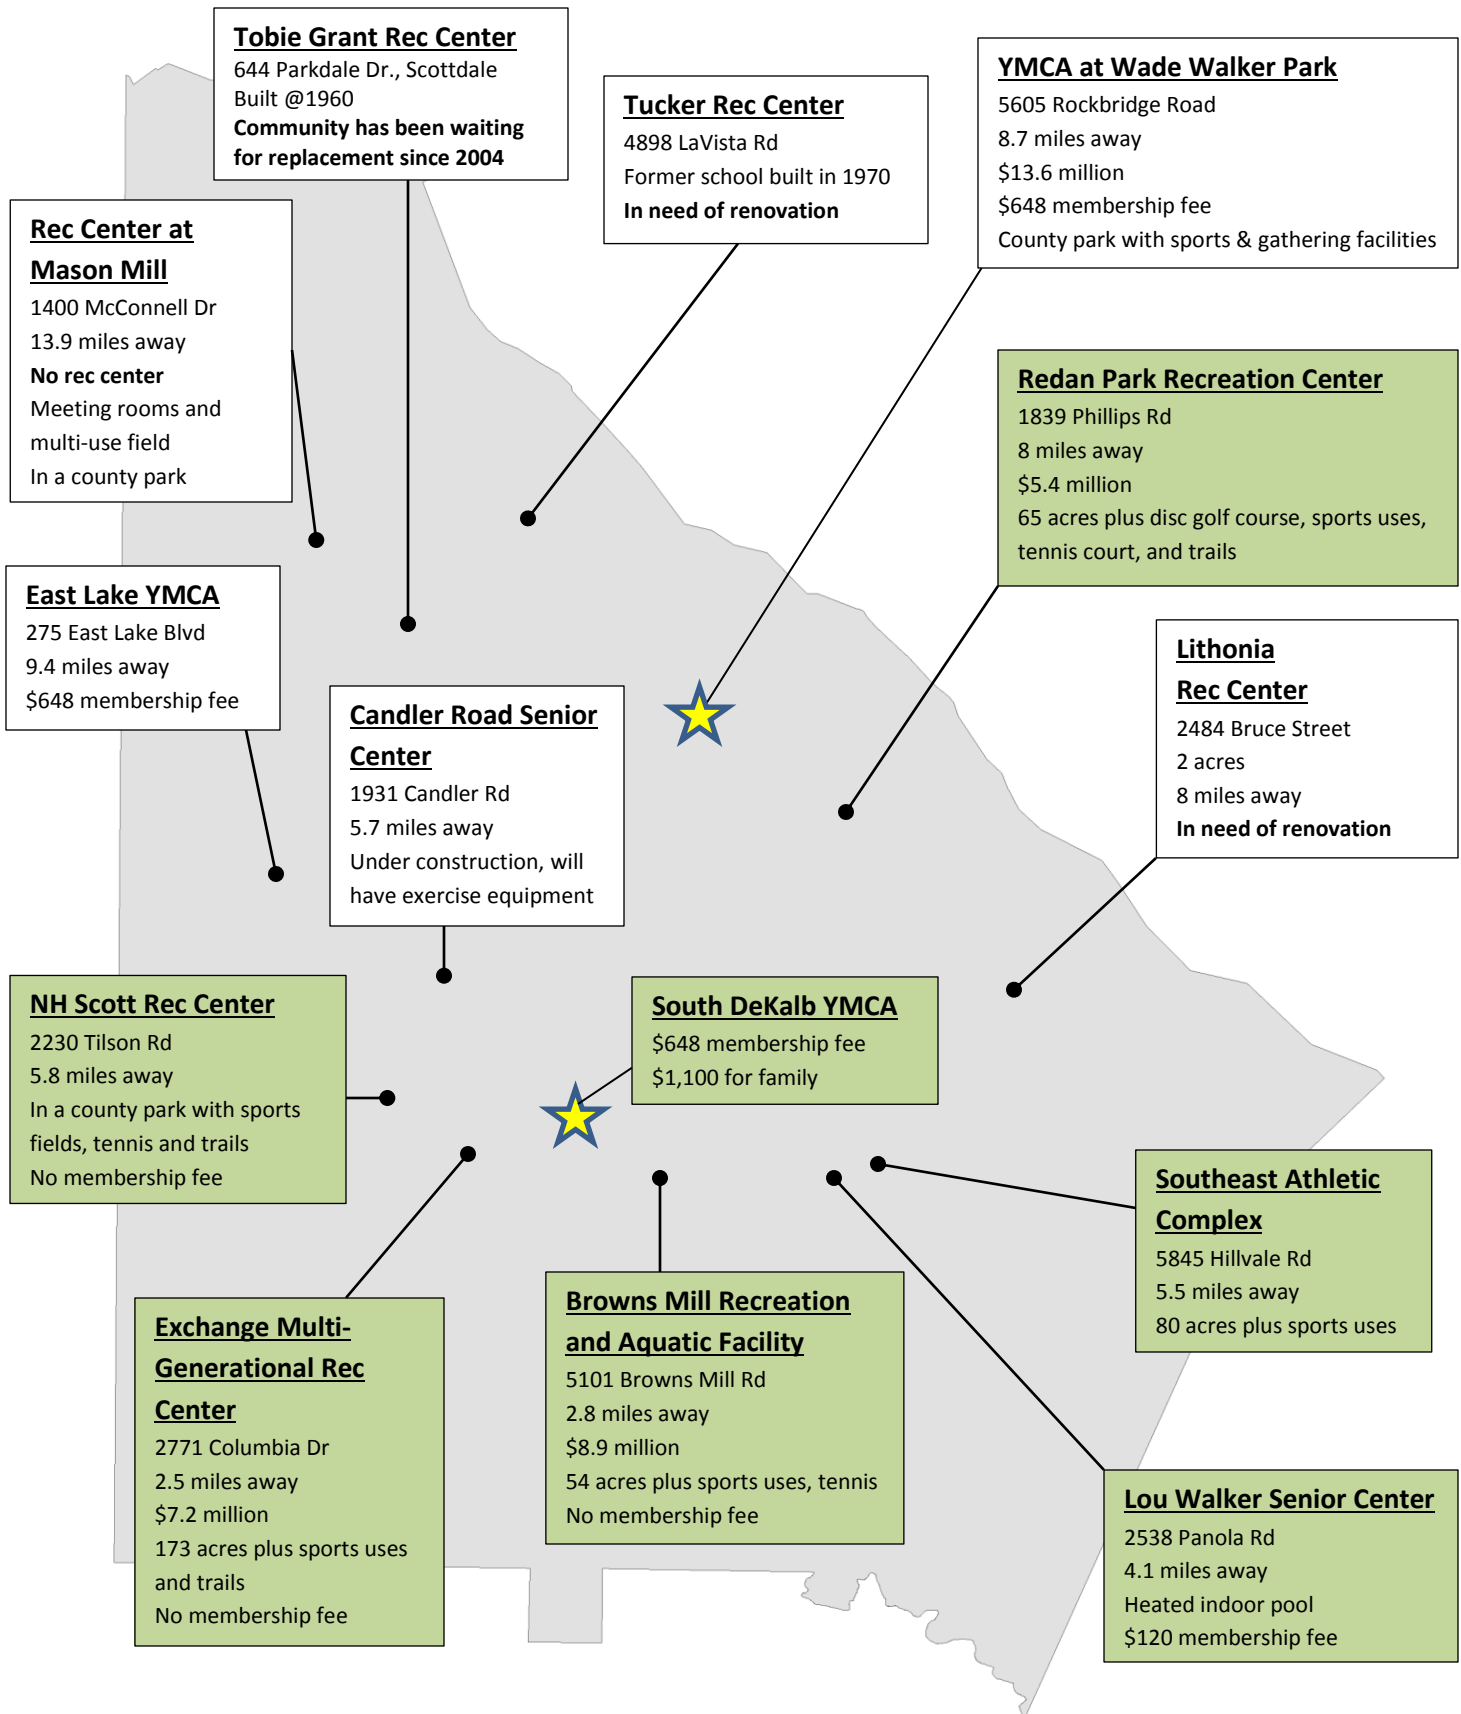 Tobie Grant Rec Center
644 Parkdale Dr., Scottdale
Built @1960
Community has been waiting
for replacement since 2004
Tucker Rec Center
4898 LaVista Rd
Former school built in 1970
In need of renovation
YMCA at Wade Walker Park
5605 Rockbridge Road
8.7 miles away
$13.6 million
$648 membership fee
County park with sports & gathering facilities
Rec Center at
Mason Mill
1400 McConnell Dr
13.9 miles away
No rec center
Meeting rooms and
multi-use field
In a county park
Redan Park Recreation Center
1839 Phillips Rd
8 miles away
$5.4 million
65 acres plus disc golf course, sports uses,
tennis court, and trails
East Lake YMCA
275 East Lake Blvd
9.4 miles away
$648 membership fee
Lithonia
Rec Center
2484 Bruce Street
2 acres
8 miles away
In need of renovation
Candler Road Senior
Center
1931 Candler Rd
5.7 miles away
Under construction, will
have exercise equipment
NH Scott Rec Center
2230 Tilson Rd
5.8 miles away
In a county park with sports
fields, tennis and trails
No membership fee
South DeKalb YMCA
$648 membership fee
$1,100 for family
Southeast Athletic
Complex
5845 Hillvale Rd
5.5 miles away
80 acres plus sports uses
Exchange Multi-
Generational Rec
Center
2771 Columbia Dr
2.5 miles away
$7.2 million
173 acres plus sports uses
and trails
No membership fee
Browns Mill Recreation
and Aquatic Facility
5101 Browns Mill Rd
2.8 miles away
$8.9 million
54 acres plus sports uses, tennis
No membership fee
Lou Walker Senior Center
2538 Panola Rd
4.1 miles away
Heated indoor pool
$120 membership fee